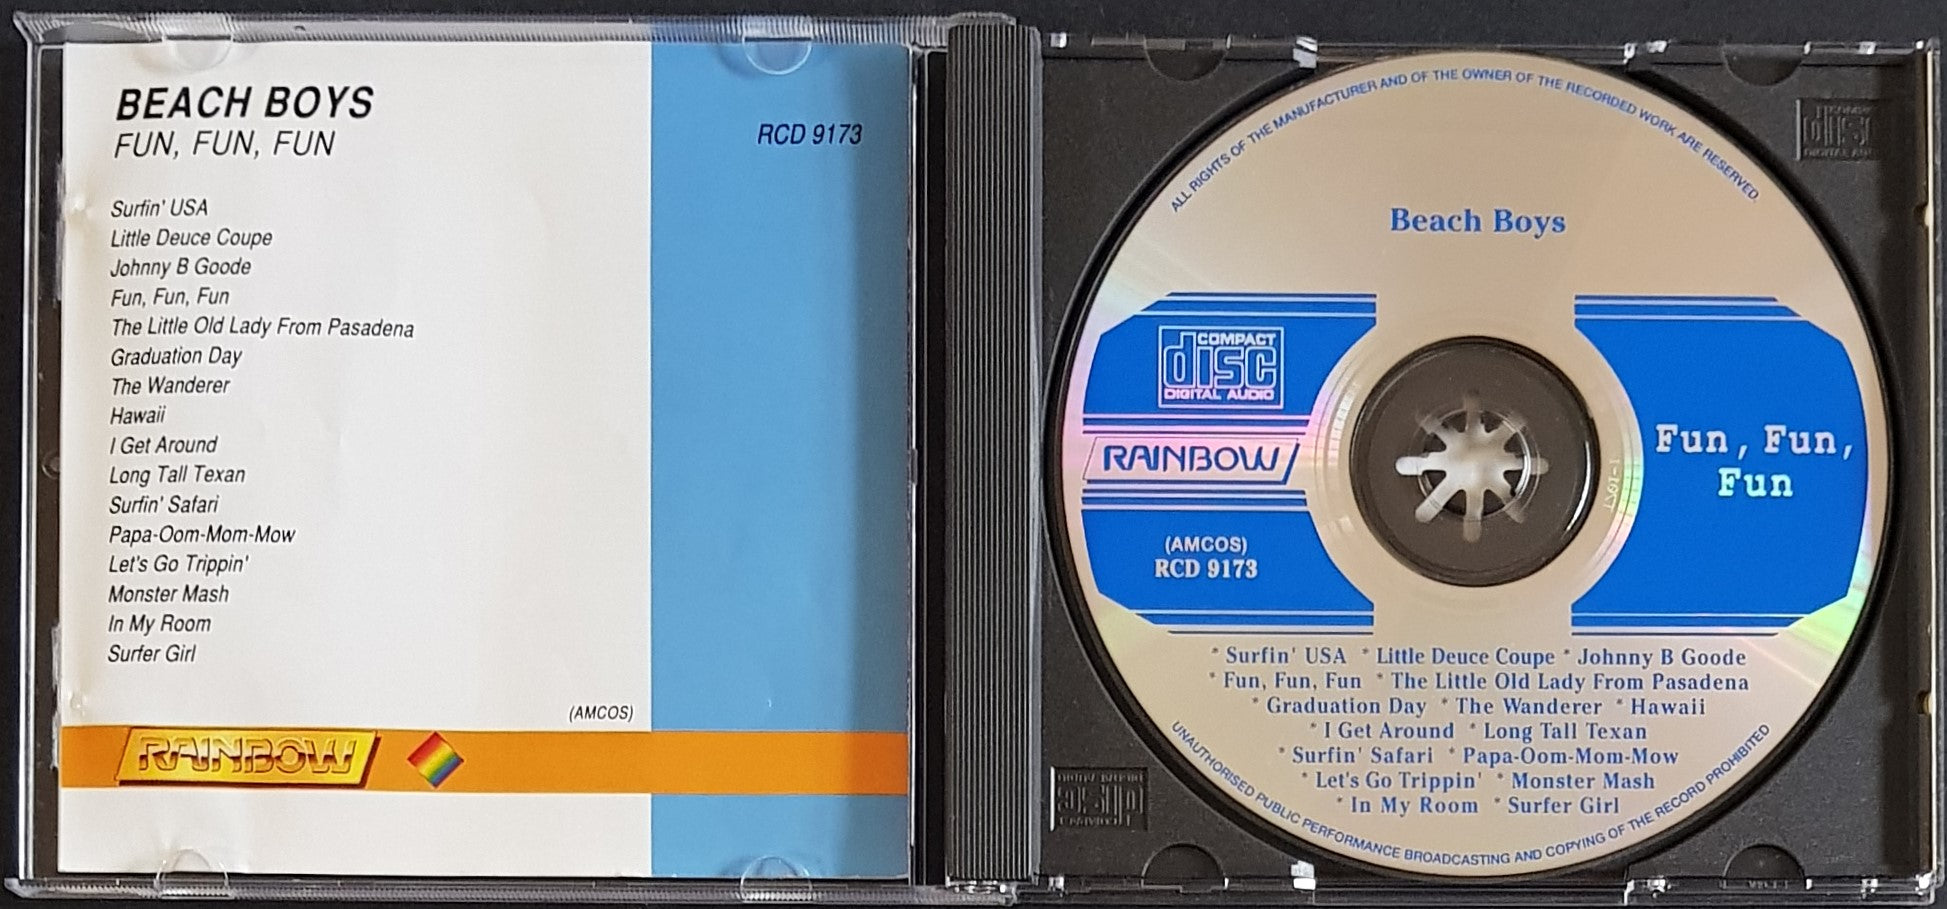 BEACH BOYS
FUN, FUN, FUN
RCD 9173
Surfin' USA
Little Deuce Coupe
Johnny B Goode
Fun, Fun, Fun
The Little Old Lady From Pasadena
Graduation Day
The Wanderer
Hawaii
I Get Around
Long Tall Texan
Surfin' Safari
Papa-Oom-Mom-Mow
Let's Go Trippin'
Monster Mash
In My Room
Surfer Girl
(AMCOS)
RAINBOW
ALL RIGHTS OF THE MANUFACTURER AND OF THE OWNER OF THE RECORDED WORK ARE RESERVED.
Beach Boys
COMPACT
disc
DIGITAL AUDIO
RAINBOW
Fun, Fun,
Fun
(AMCOS)
RCD 9173
* Surfin' USA * Little Deuce Coupe * Johnny B Goode
* Fun, Fun, Fun * The Little Old Lady From Pasadena
* Graduation Day * The Wanderer * Hawaii
* I Get Around * Long Tall Texan
* Surfin' Safari * Papa-Oom-Mom-Mow
* Let's Go Trippin' * Monster Mash
* In My Room * Surfer Girl
UNAUTHORISED PUBLIC PERFORMANCE BROADCASTING AND COPYING OF THE RECORD PROHIBITED
disc
disc